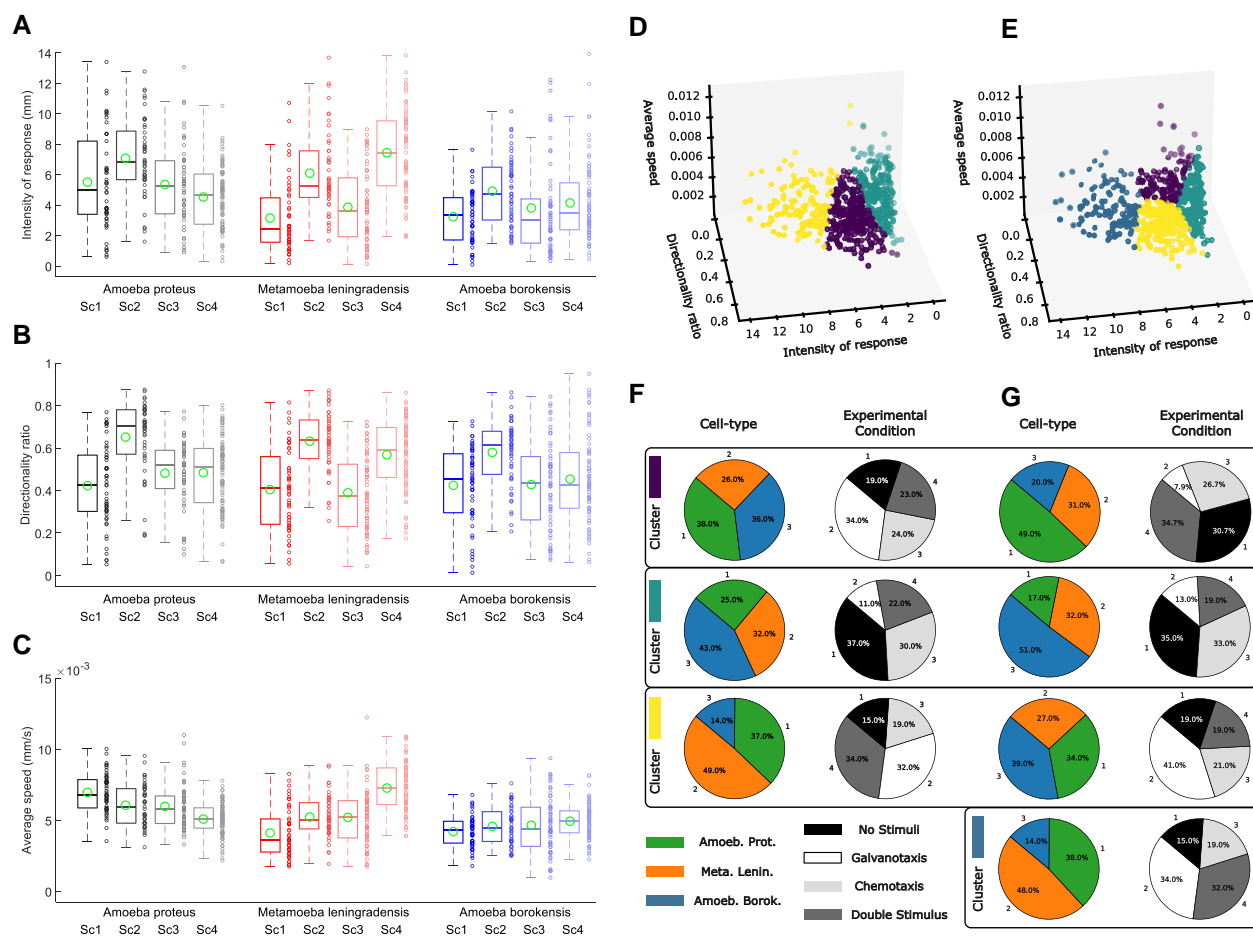 A
Intensity of response (mm)
14
12
10
8
6
4
2
0
Amoeba proteus
Metamoeba leningradensis
Amoeba borokensis
Sc1 Sc2 Sc3 Sc4 Sc1 Sc2 Sc3 Sc4 Sc1 Sc2 Sc3 Sc4
B
Directionality ratio
1
0.8
0.6
0.4
0.2
0
Amoeba proteus
Metamoeba leningradensis
Amoeba borokensis
Sc1 Sc2 Sc3 Sc4 Sc1 Sc2 Sc3 Sc4 Sc1 Sc2 Sc3 Sc4
C
Average speed (mm/s)
×10⁻³
15
10
5
0
Amoeba proteus
Metamoeba leningradensis
Amoeba borokensis
Sc1 Sc2 Sc3 Sc4 Sc1 Sc2 Sc3 Sc4 Sc1 Sc2 Sc3 Sc4
D
Average speed
0.012
0.010
0.008
0.006
0.004
0.002
0.0
0.2
0.4
0.6
0.8
Directionality ratio
14 12 10 8 6 4 2 0
Intensity of response
E
Average speed
0.012
0.010
0.008
0.006
0.004
0.002
0.0
0.2
0.4
0.6
0.8
Directionality ratio
14 12 10 8 6 4 2 0
Intensity of response
F
Cell-type
Experimental
Condition
G
Cell-type
Experimental
Condition
Cluster
2 26.0%
1 38.0%
36.0% 3
1 19.0%
23.0% 4
2 34.0%
24.0% 3
3 20.0%
31.0% 2
1 49.0%
2 7.9%
26.7% 3
4 34.7%
30.7% 1
Cluster
1 25.0%
32.0% 2
3 43.0%
2 11.0%
22.0% 4
1 37.0%
30.0% 3
1 17.0%
32.0% 2
3 51.0%
2 13.0%
19.0% 4
1 35.0%
33.0% 3
Cluster
3 14.0%
37.0% 1
2 49.0%
1 15.0%
19.0% 3
4 34.0%
32.0% 2
2 27.0%
3 39.0%
34.0% 1
1 19.0%
19.0% 4
2 41.0%
21.0% 3
Cluster
3 14.0%
38.0% 1
2 48.0%
1 15.0%
19.0% 3
2 34.0%
32.0% 4
Amoeb. Prot.
Meta. Lenin.
Amoeb. Borok.
No Stimuli
Galvanotaxis
Chemotaxis
Double Stimulus